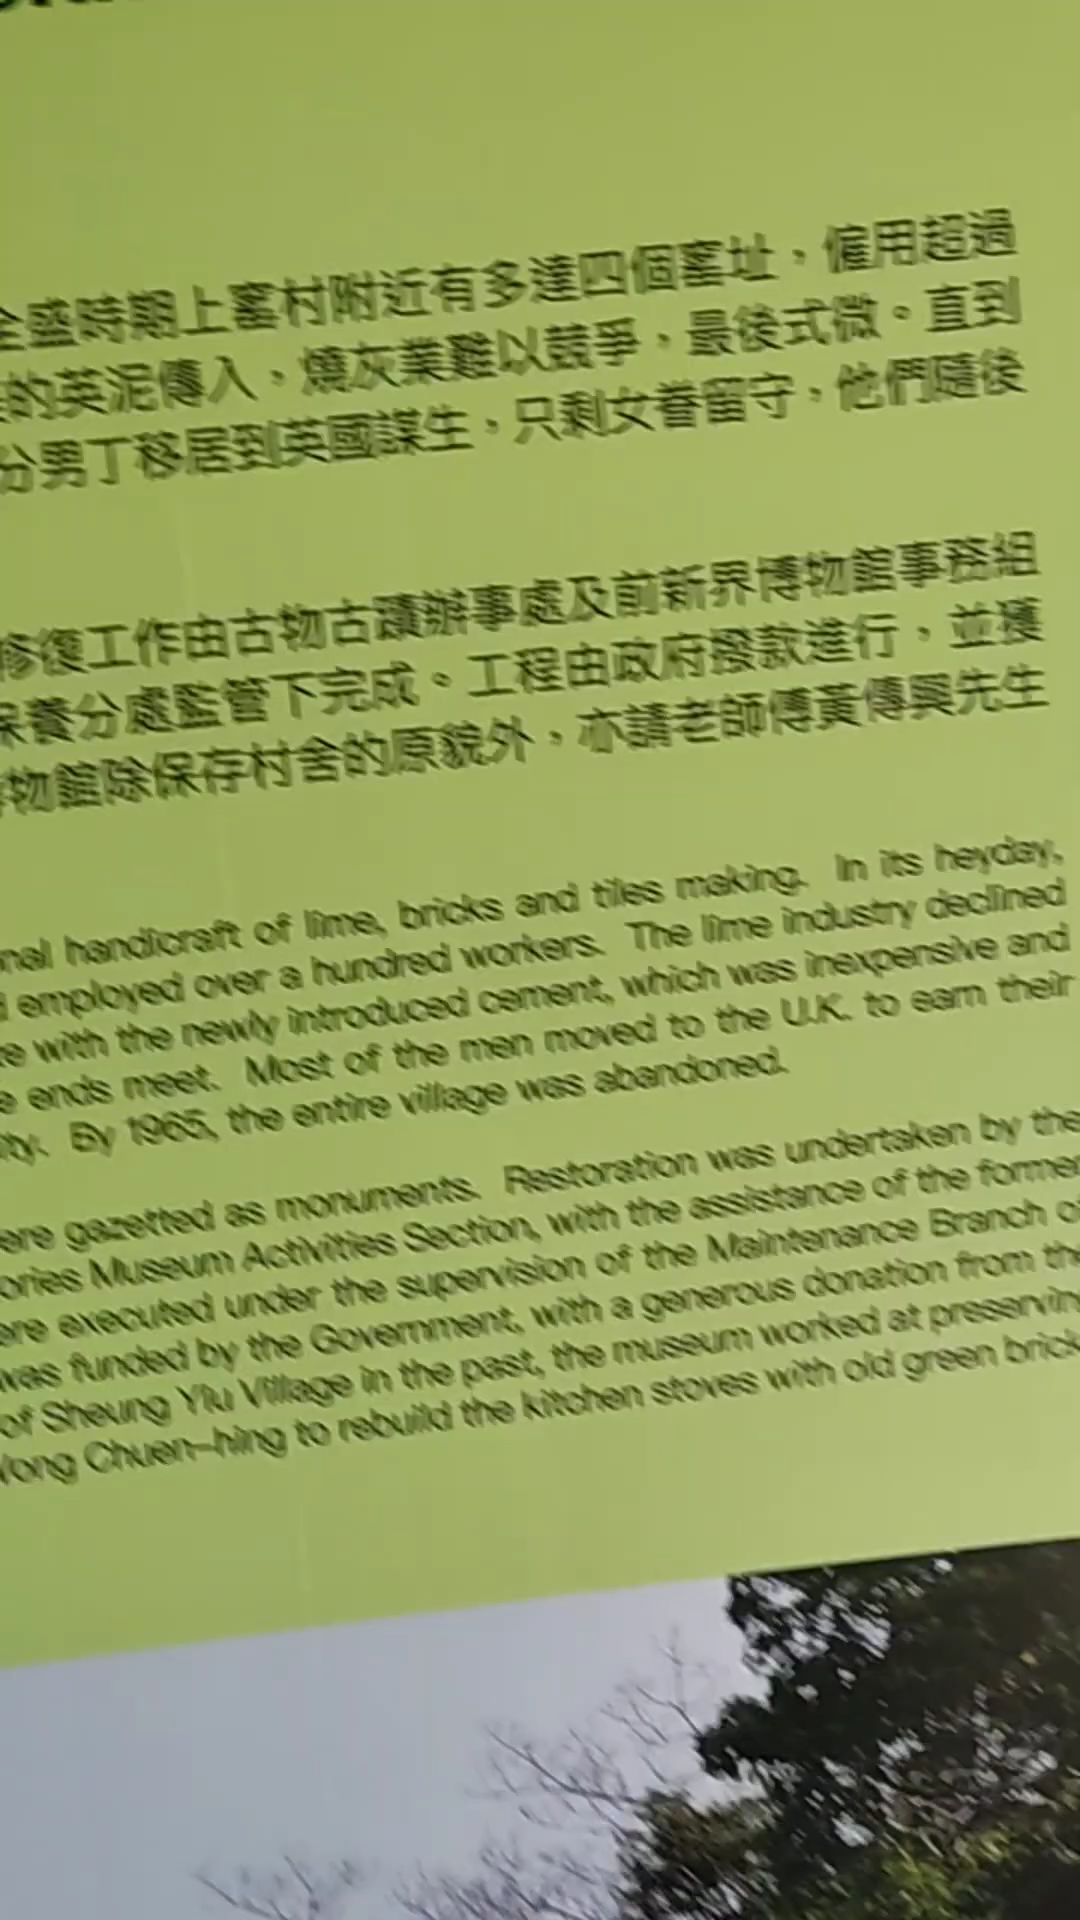 全盛時期上窰村附近有多達四個窰址，僱用超過
的英泥傳入，燒灰業難以競爭，最後式微。直到
分男丁移居到英國謀生，只剩女眷留守，他們隨後
修復工作由古物古蹟辦事處及前新界博物館事務組
保養分處監管下完成。工程由政府撥款進行，並獲
物館除保存村舍的原貌外，亦請老師傅黃傳興先生
nal handicraft of lime, bricks and tiles making. In its heyday,
employed over a hundred workers. The lime industry declined
te with the newly introduced cement, which was inexpensive and
e ends meet. Most of the men moved to the U.K. to earn their
ity. By 1965, the entire village was abandoned.
ere gazetted as monuments. Restoration was undertaken by the
ories Museum Activities Section, with the assistance of the former
ere executed under the supervision of the Maintenance Branch of
was funded by the Government, with a generous donation from the
of Sheung Yiu Village in the past, the museum worked at preserving
Wong Chuen-hing to rebuild the kitchen stoves with old green brick